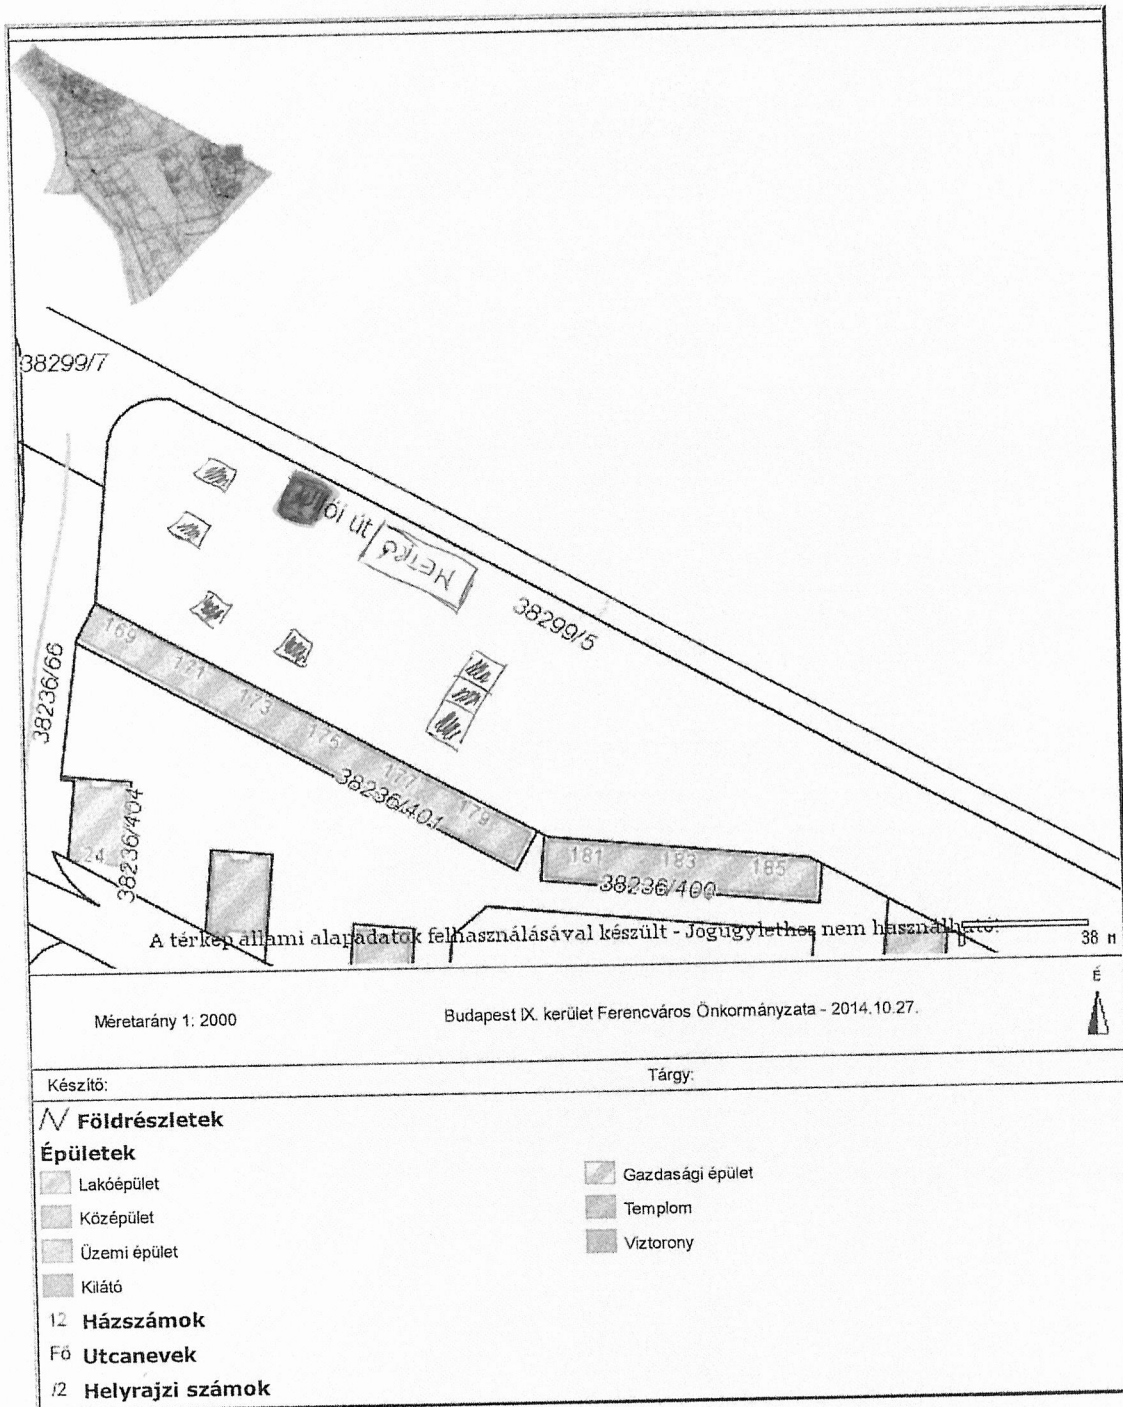 38299/7
ői út
METRÓ
38299/5
169
171
173
175
177
179
38236/66
38236/401
38236/404
24
181
183
185
38236/400
A térkép állami alapadatok felhasználásával készült - Jogügylethez nem használható!
0
38 m
Méretarány 1: 2000
Budapest IX. kerület Ferencváros Önkormányzata - 2014.10.27.
É
Készítő:
Tárgy:
Földrészletek
Épületek
Lakóépület
Gazdasági épület
Középület
Templom
Üzemi épület
Víztorony
Kilátó
12 Házszámok
Fő Utcanevek
/2 Helyrajzi számok